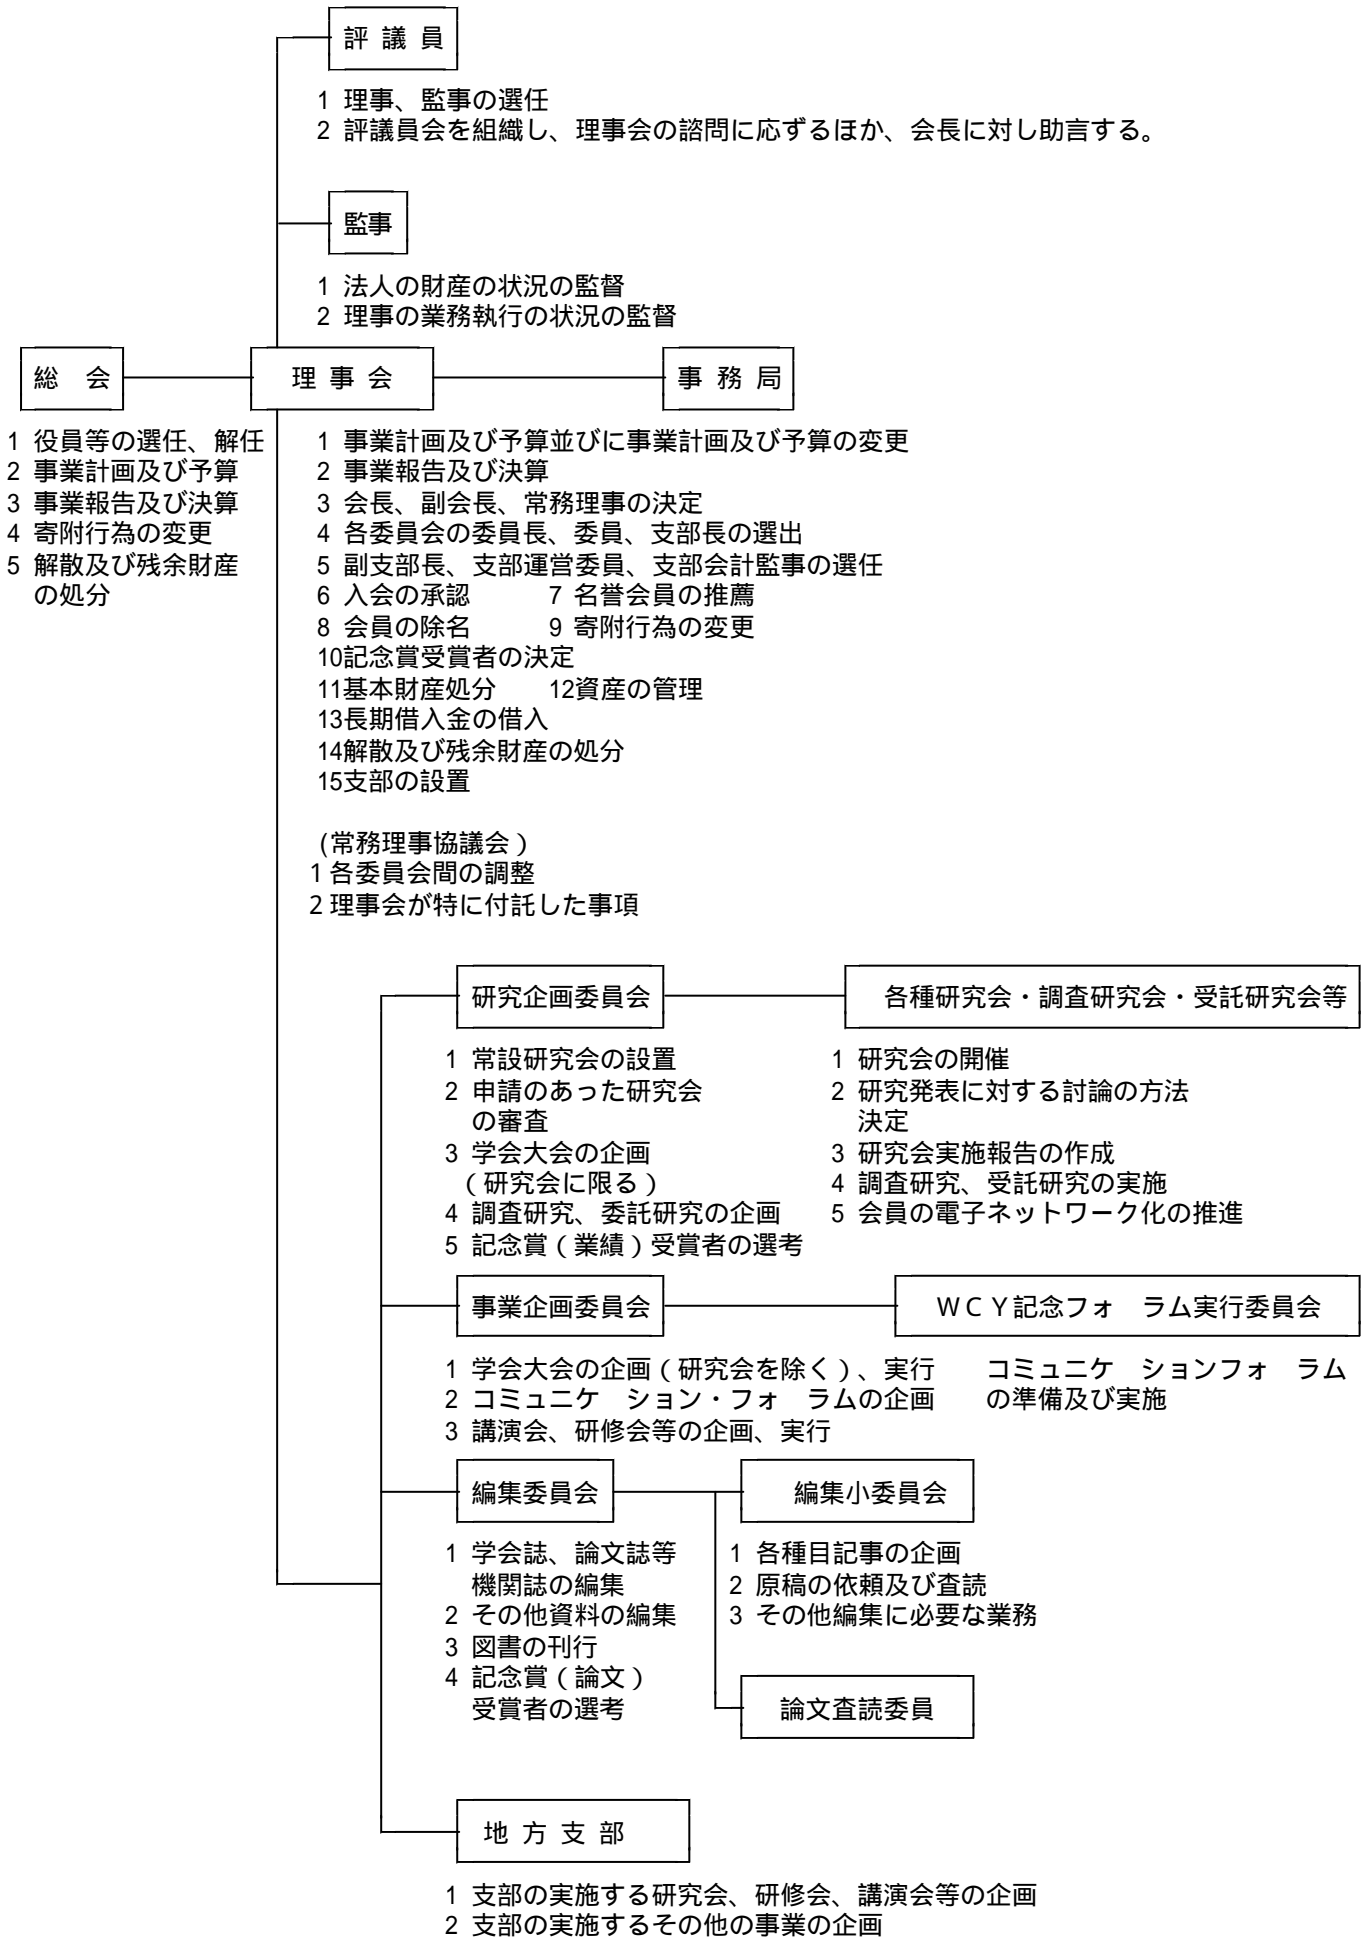 評 議 員
1 理事、監事の選任
2 評議員会を組織し、理事会の諮問に応ずるほか、会長に対し助言する。
監事
1 法人の財産の状況の監督
2 理事の業務執行の状況の監督
総 会
理 事 会
事 務 局
1 役員等の選任、解任
2 事業計画及び予算
3 事業報告及び決算
4 寄附行為の変更
5 解散及び残余財産
の処分
1 事業計画及び予算並びに事業計画及び予算の変更
2 事業報告及び決算
3 会長、副会長、常務理事の決定
4 各委員会の委員長、委員、支部長の選出
5 副支部長、支部運営委員、支部会計監事の選任
6 入会の承認 7 名誉会員の推薦
8 会員の除名 9 寄附行為の変更
10記念賞受賞者の決定
11基本財産処分 12資産の管理
13長期借入金の借入
14解散及び残余財産の処分
15支部の設置
(常務理事協議会)
1 各委員会間の調整
2 理事会が特に付託した事項
研究企画委員会
各種研究会・調査研究会・受託研究会等
1 常設研究会の設置
2 申請のあった研究会
の審査
3 学会大会の企画
(研究会に限る)
4 調査研究、委託研究の企画
5 記念賞(業績)受賞者の選考
1 研究会の開催
2 研究発表に対する討論の方法
決定
3 研究会実施報告の作成
4 調査研究、受託研究の実施
5 会員の電子ネットワーク化の推進
事業企画委員会
WCY記念フォ ラム実行委員会
1 学会大会の企画(研究会を除く)、実行
2 コミュニケ ション・フォ ラムの企画
3 講演会、研修会等の企画、実行
コミュニケ ションフォ ラム
の準備及び実施
編集委員会
編集小委員会
1 学会誌、論文誌等
機関誌の編集
2 その他資料の編集
3 図書の刊行
4 記念賞(論文)
受賞者の選考
1 各種目記事の企画
2 原稿の依頼及び査読
3 その他編集に必要な業務
論文査読委員
地 方 支 部
1 支部の実施する研究会、研修会、講演会等の企画
2 支部の実施するその他の事業の企画